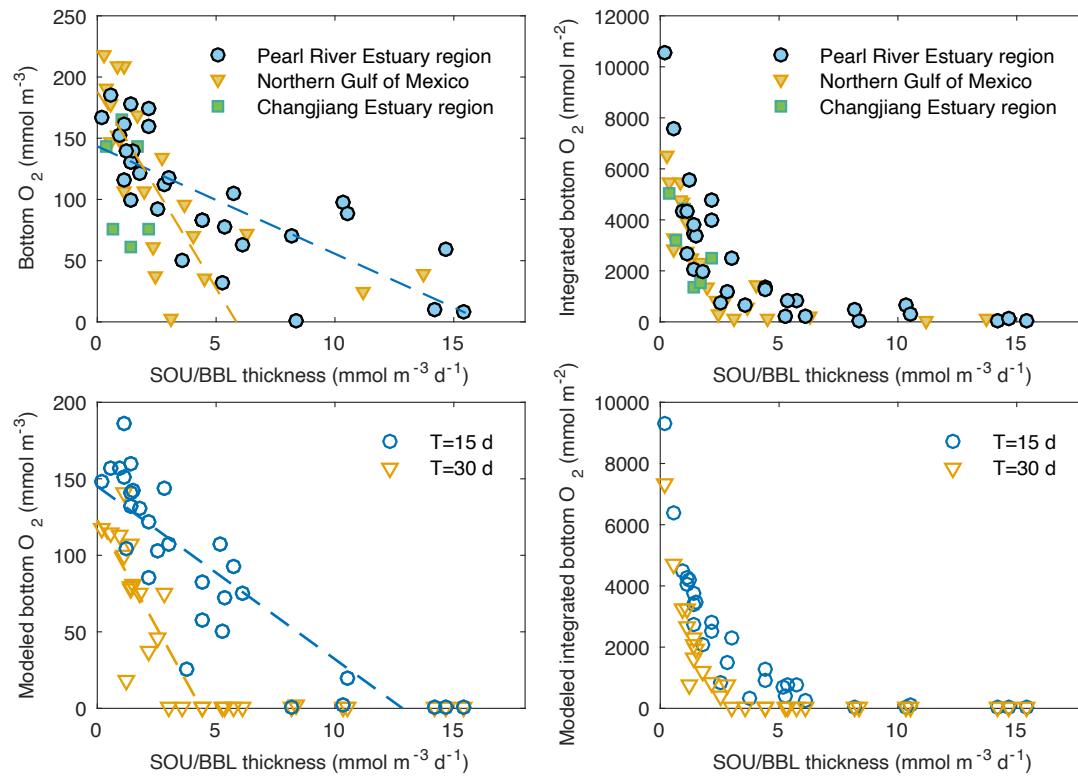 250
200
150
100
50
0
0
5
10
15
Bottom O2 (mmol m-3)
SOU/BBL thickness (mmol m-3 d-1)
Pearl River Estuary region
Northern Gulf of Mexico
Changjiang Estuary region
12000
10000
8000
6000
4000
2000
0
0
5
10
15
Integrated bottom O2 (mmol m-2)
SOU/BBL thickness (mmol m-3 d-1)
Pearl River Estuary region
Northern Gulf of Mexico
Changjiang Estuary region
200
150
100
50
0
0
5
10
15
Modeled bottom O2 (mmol m-3)
SOU/BBL thickness (mmol m-3 d-1)
T=15 d
T=30 d
10000
8000
6000
4000
2000
0
0
5
10
15
Modeled integrated bottom O2 (mmol m-2)
SOU/BBL thickness (mmol m-3 d-1)
T=15 d
T=30 d